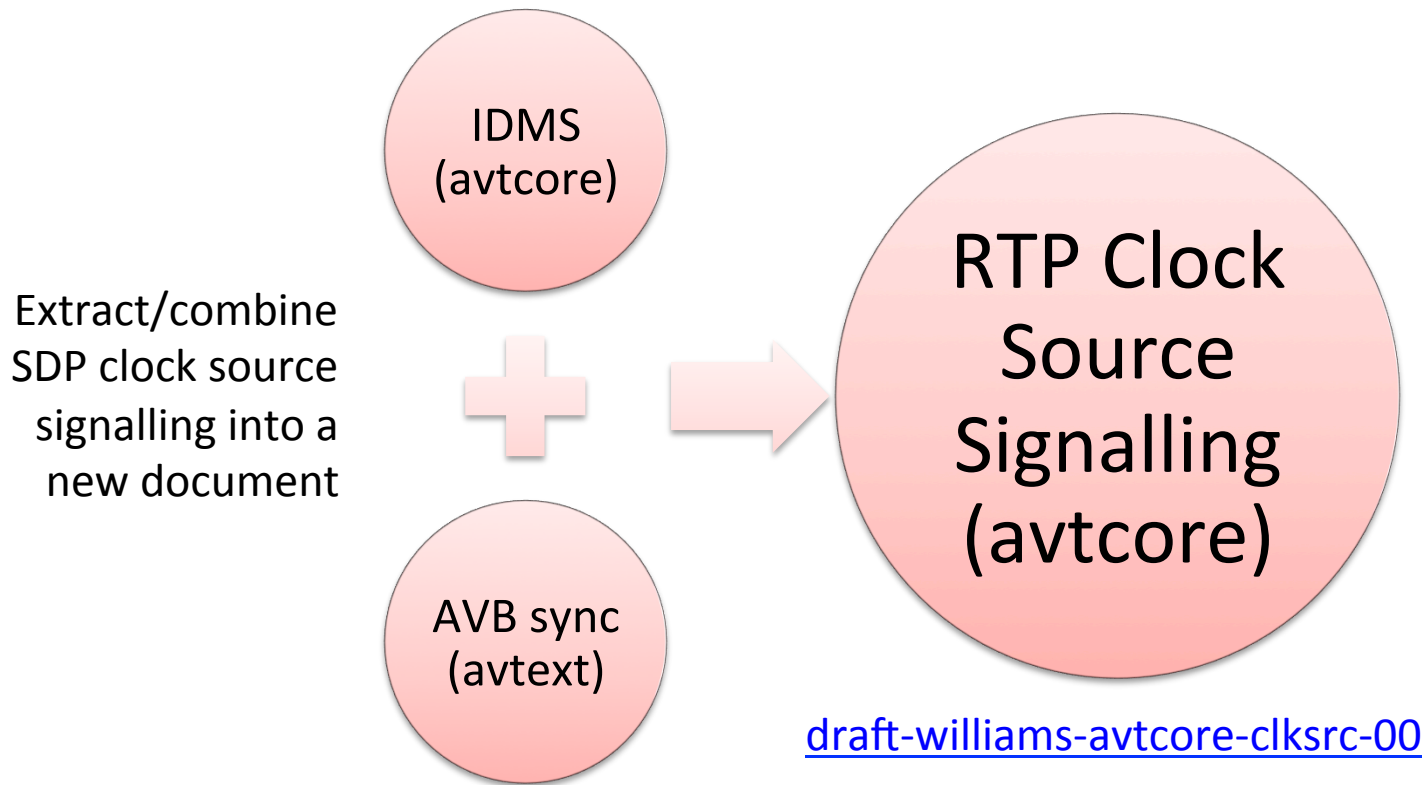 Extract/combine
SDP clock source
signalling into a
new document
IDMS
(avtcore)
AVB sync
(avtext)
RTP Clock
Source
Signalling
(avtcore)
draft-williams-avtcore-clksrc-00